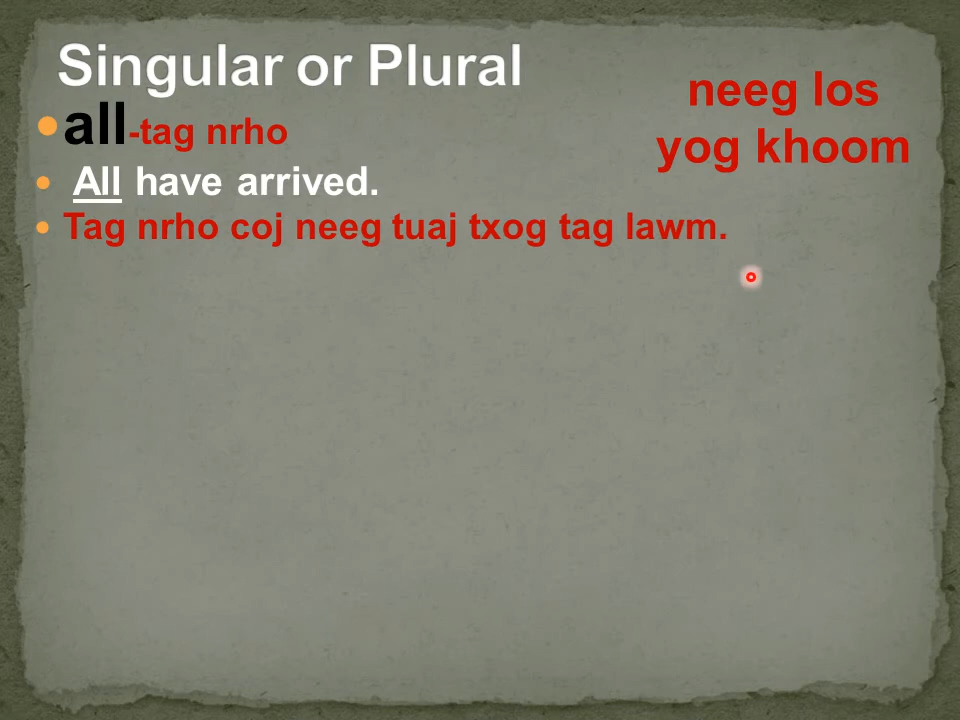 Singular or Plural
neeg los
yog khoom
all-tag nrho
All have arrived.
Tag nrho coj neeg tuaj txog tag lawm.